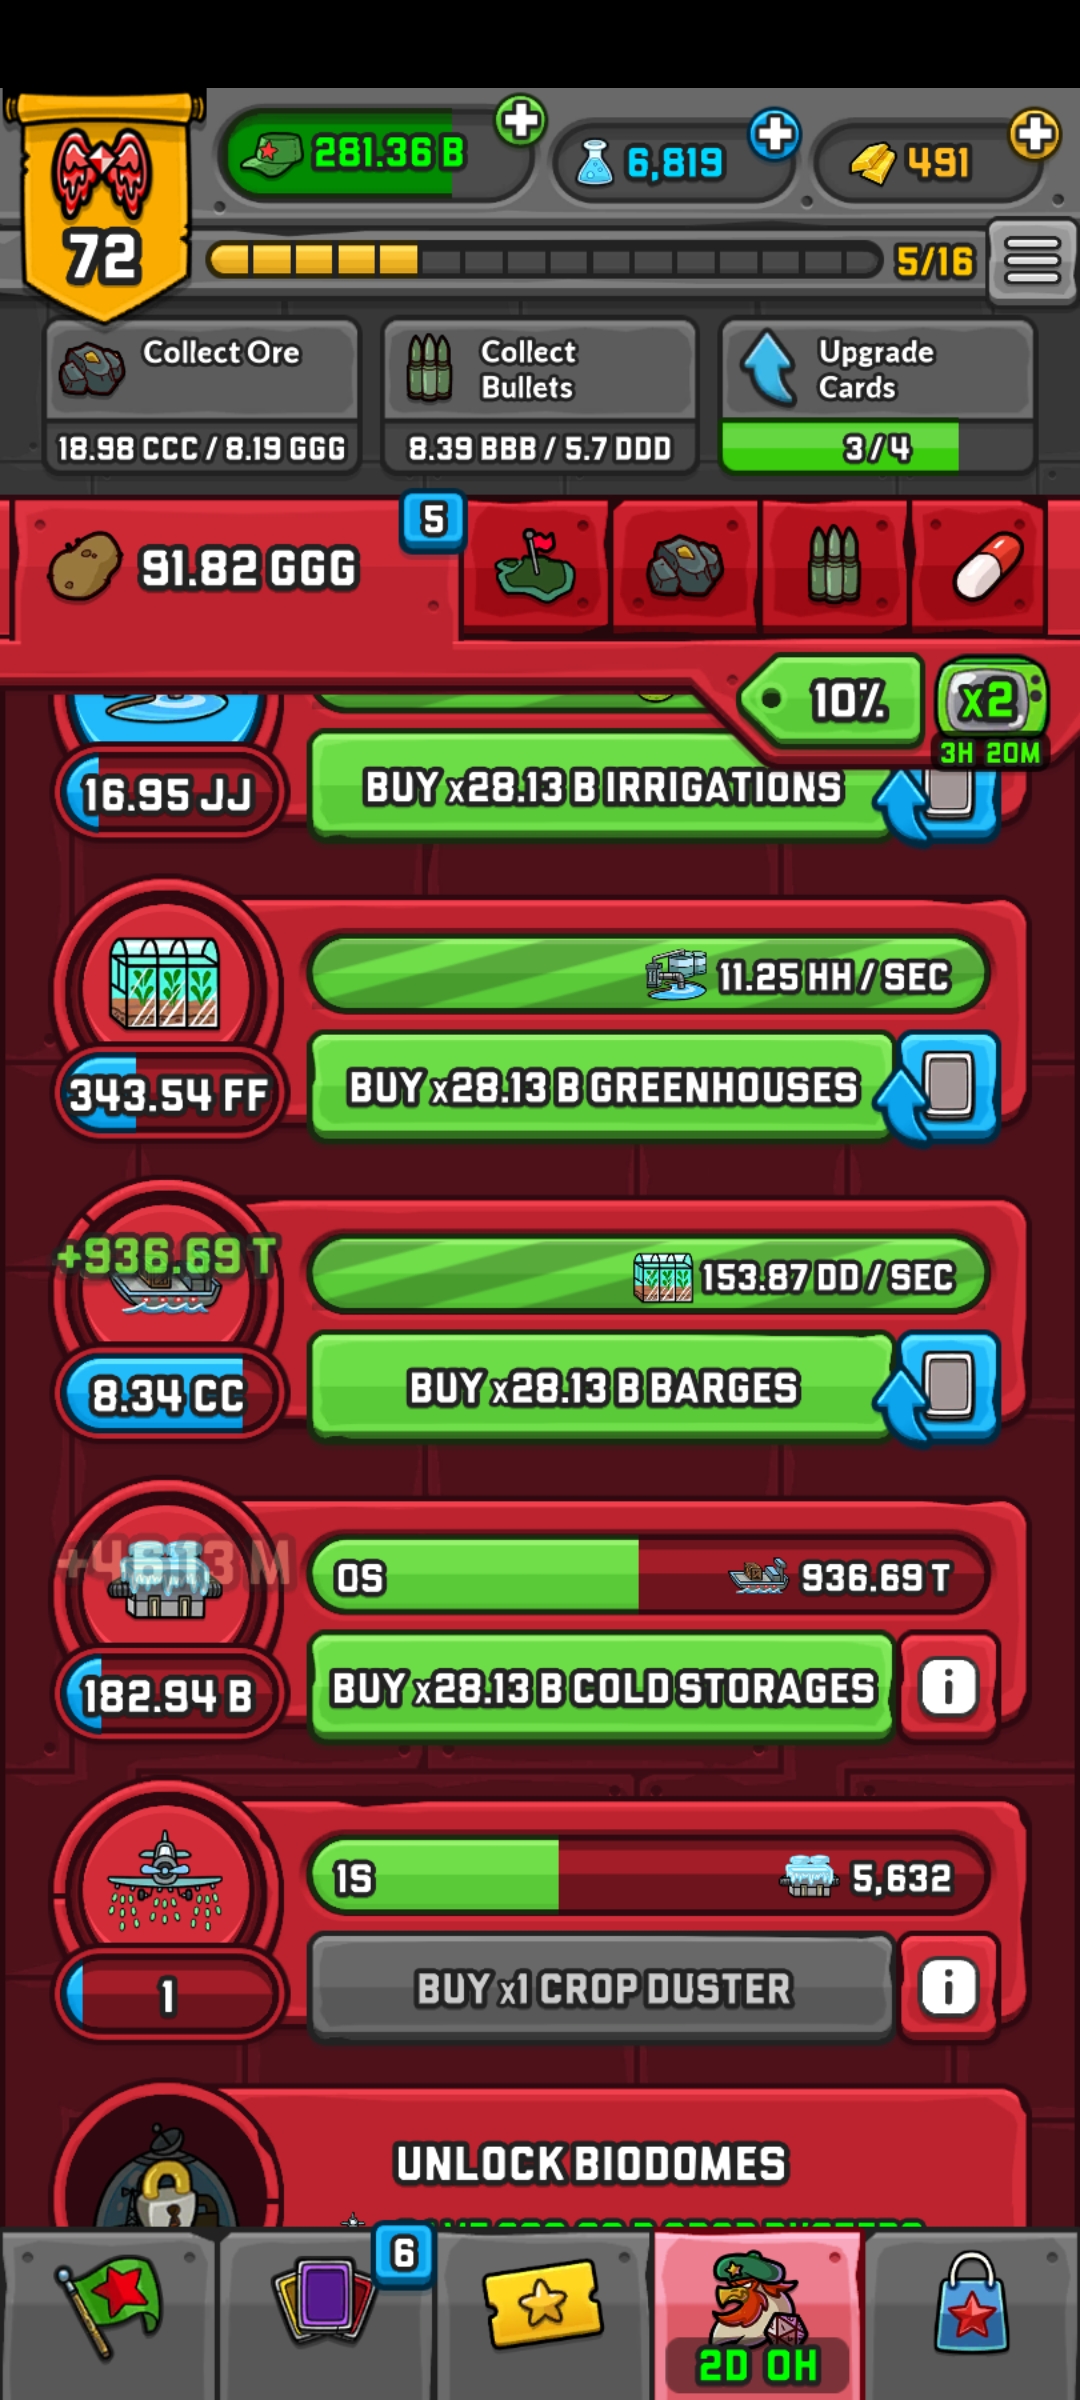 281.36 B
6,819
491
72
5/16
Collect Ore
Collect
Bullets
Upgrade
Cards
18.98 CCC / 8.19 GGG
8.39 BBB / 5.7 DDD
3/4
5
91.82 GGG
10%
x2
3H 20M
16.95 JJ
BUY x28.13 B IRRIGATIONS
11.25 HH / SEC
343.54 FF
BUY x28.13 B GREENHOUSES
+936.69 T
153.87 DD / SEC
8.34 CC
BUY x28.13 B BARGES
0S
936.69 T
182.94 B
BUY x28.13 B COLD STORAGES
i
1S
5,632
1
BUY x1 CROP DUSTER
i
UNLOCK BIODOMES
6
2D 0H